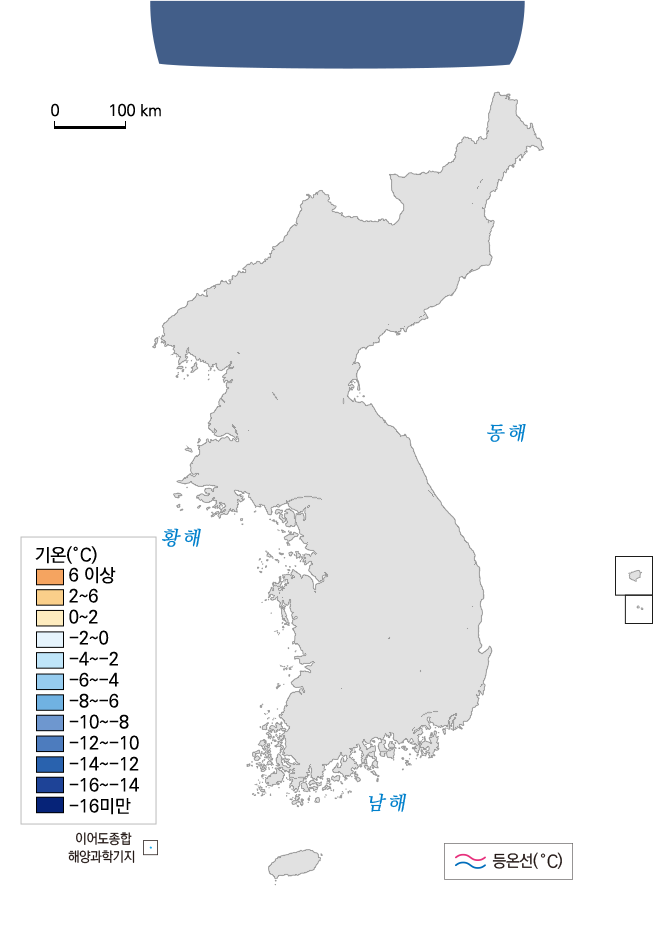 0 100 km
동해
황해
기온(˚C)
6 이상
2~6
0~2
-2~0
-4~-2
-6~-4
-8~-6
-10~-8
-12~-10
-14~-12
-16~-14
-16미만
남해
이어도종합
해양과학기지
등온선(˚C)